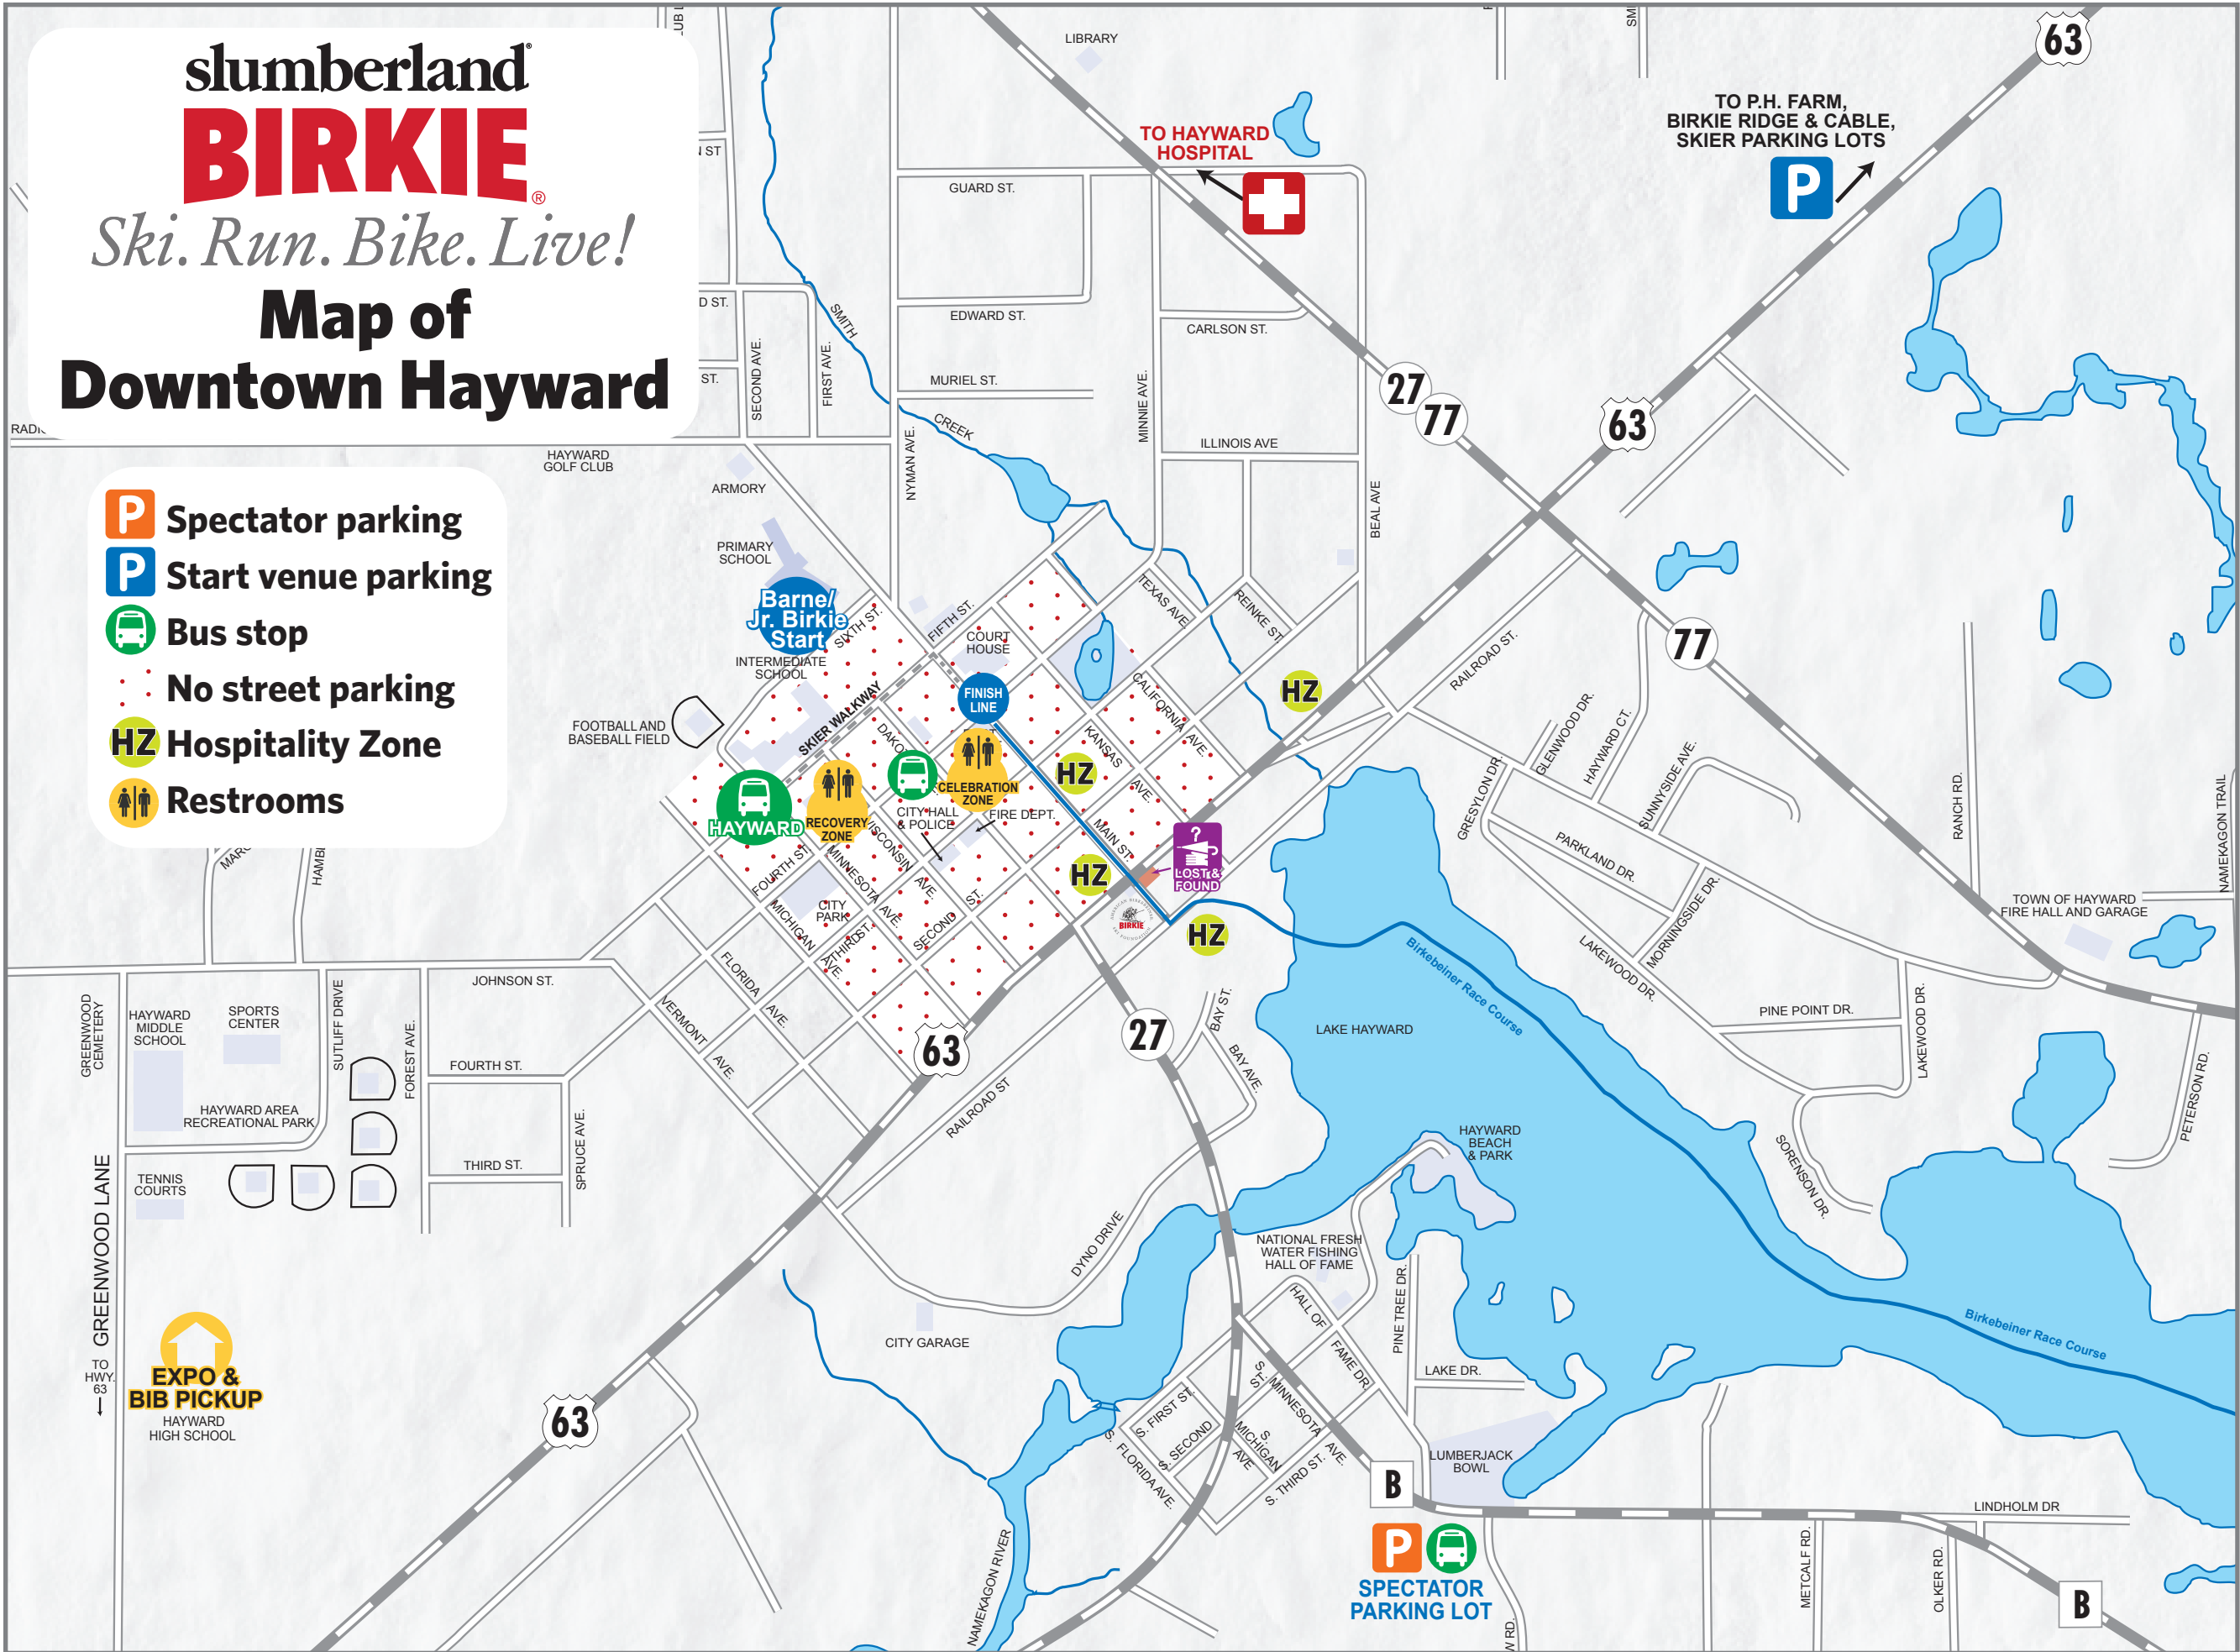 slumberland®
BIRKIE®
Ski. Run. Bike. Live!
Map of
Downtown Hayward
P Spectator parking
P Start venue parking
Bus stop
No street parking
HZ Hospitality Zone
Restrooms
LIBRARY
63
TO P.H. FARM,
BIRKIE RIDGE & CABLE,
SKIER PARKING LOTS
P
TO HAYWARD
HOSPITAL
GUARD ST.
EDWARD ST.
CARLSON ST.
SMITH
CREEK
SECOND AVE.
FIRST AVE.
MURIEL ST.
MINNIE AVE.
NYMAN AVE.
ILLINOIS AVE
BEAL AVE
27
77
63
77
HAYWARD
GOLF CLUB
ARMORY
PRIMARY
SCHOOL
Barne/
Jr. Birkie
Start
SIXTH ST.
FIFTH ST.
COURT
HOUSE
INTERMEDIATE
SCHOOL
TEXAS AVE.
REINKE ST.
CALIFORNIA AVE.
KANSAS AVE.
RAILROAD ST.
FOOTBALL AND
BASEBALL FIELD
SKIER WALKWAY
FINISH
LINE
HZ
HZ
HZ
HZ
HAYWARD
RECOVERY
ZONE
CELEBRATION
ZONE
CITY HALL
& POLICE
FIRE DEPT.
MAIN ST.
?
LOST &
FOUND
BIRKIE
FOURTH ST.
MINNESOTA AVE.
WISCONSIN AVE.
CITY
PARK
MICHIGAN AVE.
THIRD ST.
SECOND ST.
FLORIDA AVE.
VERMONT AVE.
63
27
RAILROAD ST
BAY ST.
BAY AVE.
LAKE HAYWARD
Birkebeiner Race Course
GRESYLON DR.
GLENWOOD DR.
HAYWARD CT.
SUNNYSIDE AVE.
PARKLAND DR.
MORNINGSIDE DR.
LAKEWOOD DR.
PINE POINT DR.
LAKEWOOD DR.
SORENSON DR.
RANCH RD.
NAMEKAGON TRAIL
TOWN OF HAYWARD
FIRE HALL AND GARAGE
PETERSON RD.
JOHNSON ST.
GREENWOOD
CEMETERY
HAYWARD
MIDDLE
SCHOOL
SPORTS
CENTER
SUTLIFF DRIVE
FOREST AVE.
FOURTH ST.
HAYWARD AREA
RECREATIONAL PARK
THIRD ST.
SPRUCE AVE.
TENNIS
COURTS
GREENWOOD LANE
TO
HWY.
63
EXPO &
BIB PICKUP
HAYWARD
HIGH SCHOOL
63
CITY GARAGE
DYNO DRIVE
HAYWARD
BEACH
& PARK
NATIONAL FRESH
WATER FISHING
HALL OF FAME
HALL OF FAME DR.
PINE TREE DR.
LAKE DR.
Birkebeiner Race Course
S. FIRST ST.
S. SECOND ST.
S. MINNESOTA AVE.
S. MICHIGAN AVE
S. THIRD ST.
S. FLORIDA AVE.
LUMBERJACK
BOWL
B
LINDHOLM DR
P
SPECTATOR
PARKING LOT
METCALF RD.
OLKER RD.
B
NAMEKAGON RIVER